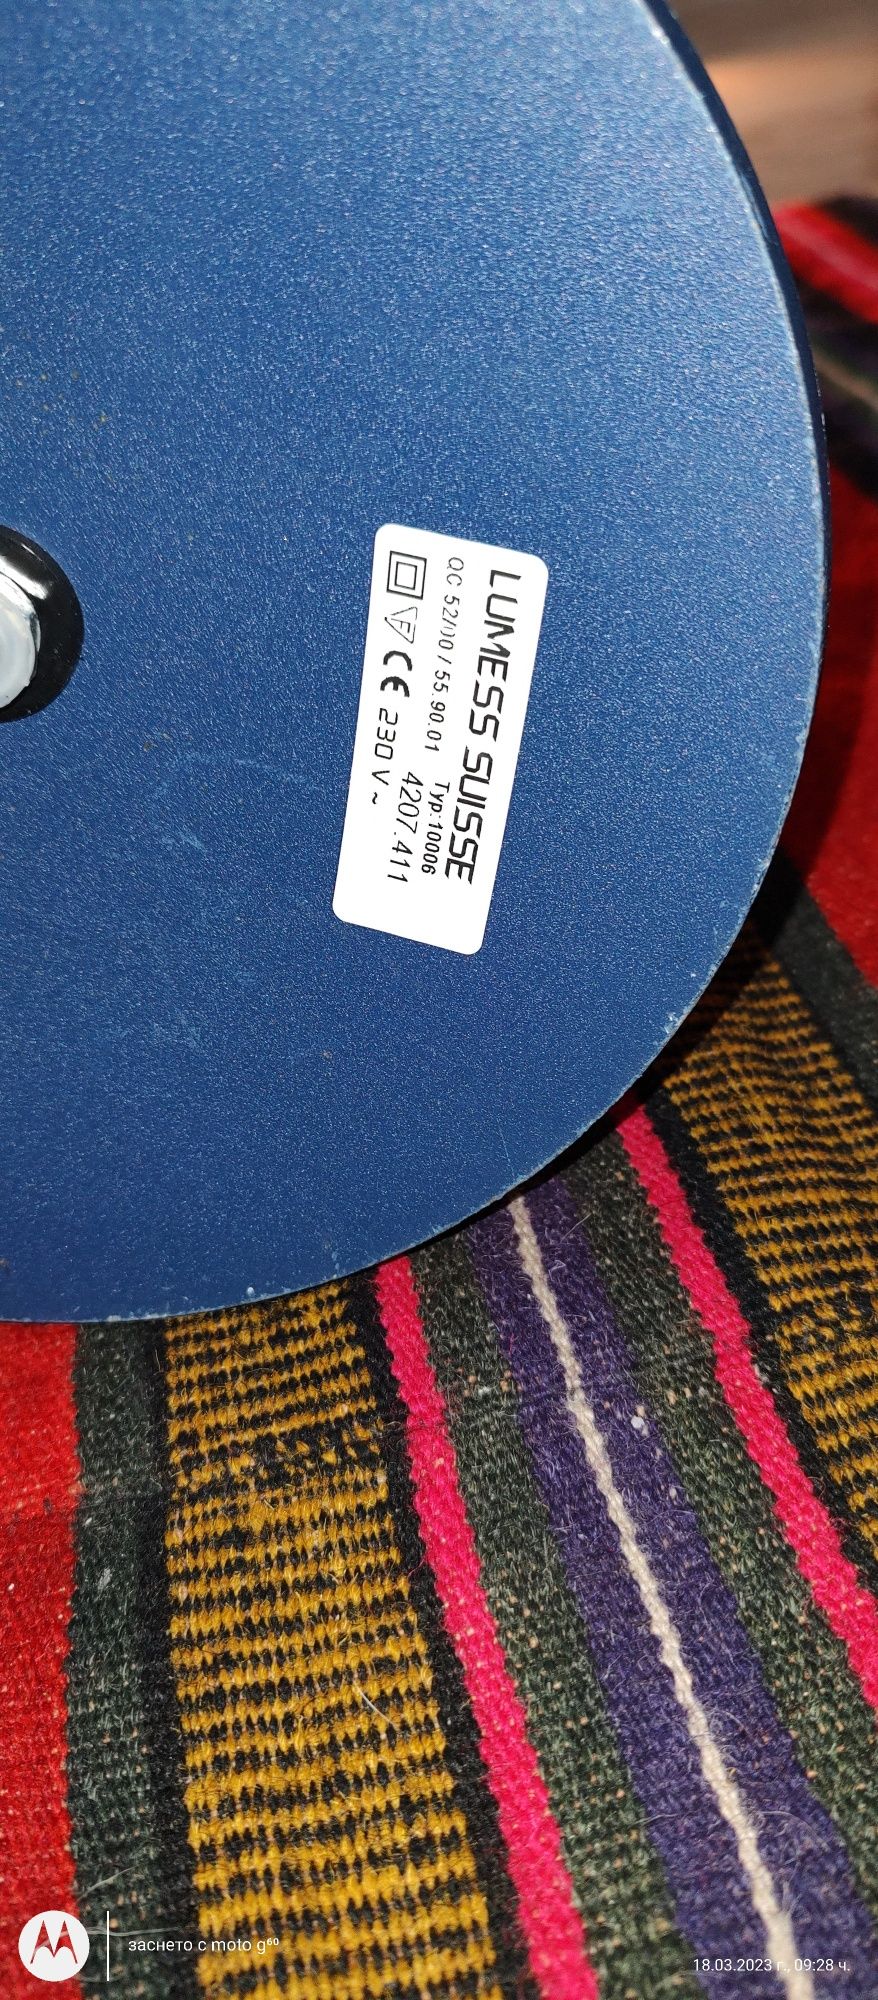 LUMESS SUISSE
QC 52/00 / 55.90.01 Typ:10006
F CE 230 V ~ 4207.411
заснето с moto g⁶⁰
18.03.2023 г., 09:28 ч.